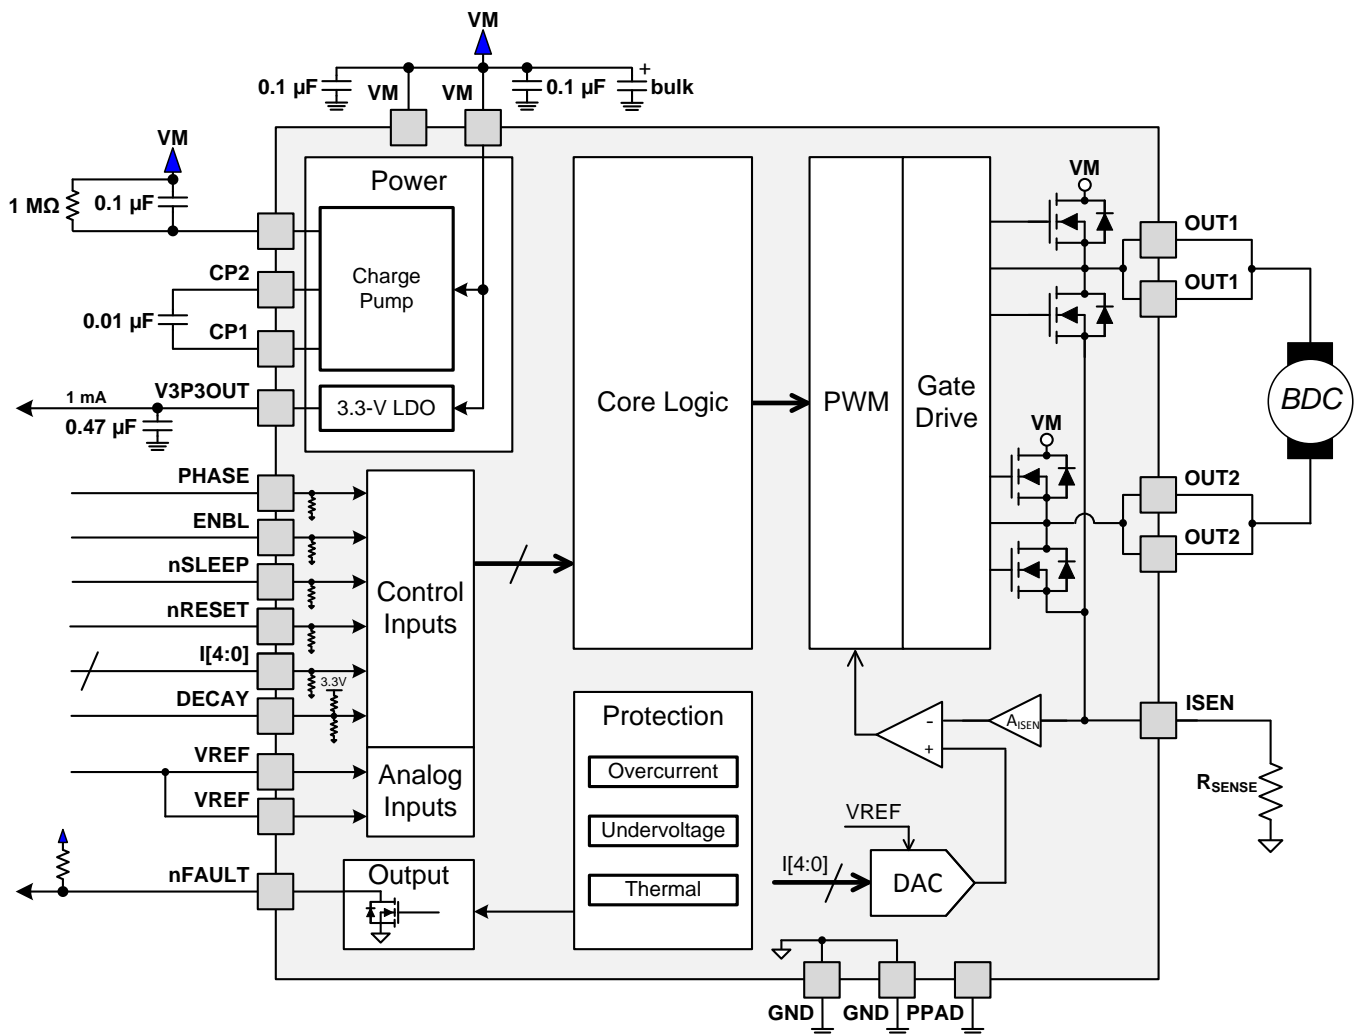 VM
0.1 µF
VM
VM
0.1 µF
+
bulk
VM
1 MΩ
0.1 µF
CP2
0.01 µF
CP1
V3P3OUT
1 mA
0.47 µF
Power
Charge
Pump
3.3-V LDO
PHASE
ENBL
nSLEEP
nRESET
I[4:0]
3.3V
DECAY
VREF
VREF
nFAULT
Control
Inputs
Analog
Inputs
Output
Core Logic
Protection
Overcurrent
Undervoltage
Thermal
PWM
Gate
Drive
VM
OUT1
OUT1
BDC
VM
OUT2
OUT2
ISEN
AISEN
-
+
RSENSE
VREF
I[4:0]
DAC
GND
GND
PPAD